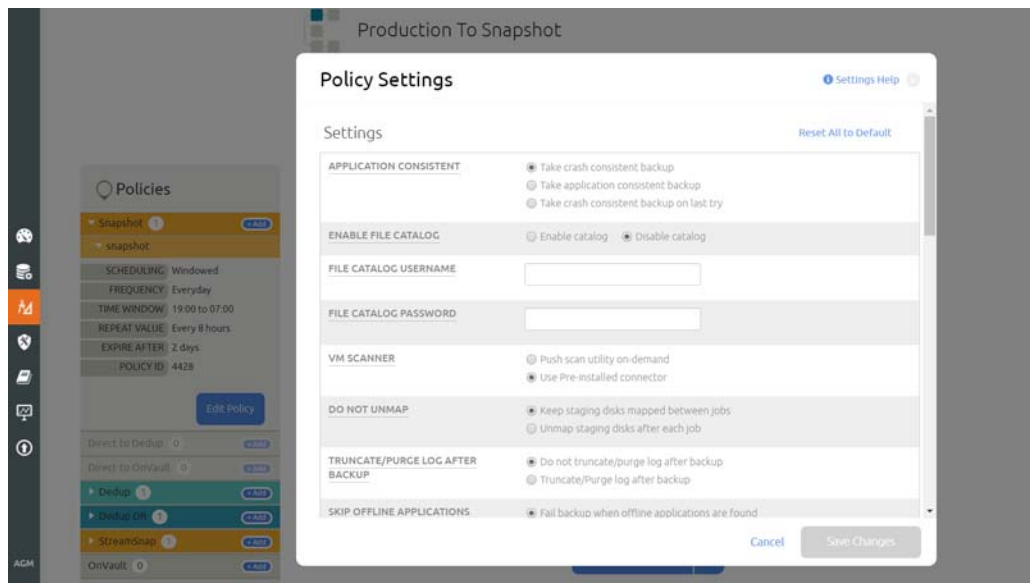 Production To Snapshot
Policy Settings
Settings Help
Settings
Reset All to Default
APPLICATION CONSISTENT
Take crash consistent backup
Take application consistent backup
Take crash consistent backup on last try
ENABLE FILE CATALOG
Enable catalog
Disable catalog
FILE CATALOG USERNAME
FILE CATALOG PASSWORD
VM SCANNER
Push scan utility on-demand
Use Pre-installed connector
DO NOT UNMAP
Keep staging disks mapped between jobs
Unmap staging disks after each job
TRUNCATE/PURGE LOG AFTER
BACKUP
Do not truncate/purge log after backup
Truncate/Purge log after backup
SKIP OFFLINE APPLICATIONS
Fail backup when offline applications are found
Cancel
Save Changes
Policies
Snapshot 1
+ Add
snapshot
SCHEDULING Windowed
FREQUENCY Everyday
TIME WINDOW 19:00 to 07:00
REPEAT VALUE Every 8 hours
EXPIRE AFTER 2 days
POLICY ID 4428
Edit Policy
Direct to Dedup 0
+ Add
Direct to OnVault 0
+ Add
Dedup 1
+ Add
Dedup DR 1
+ Add
StreamSnap 1
+ Add
OnVault 0
+ Add
AGM